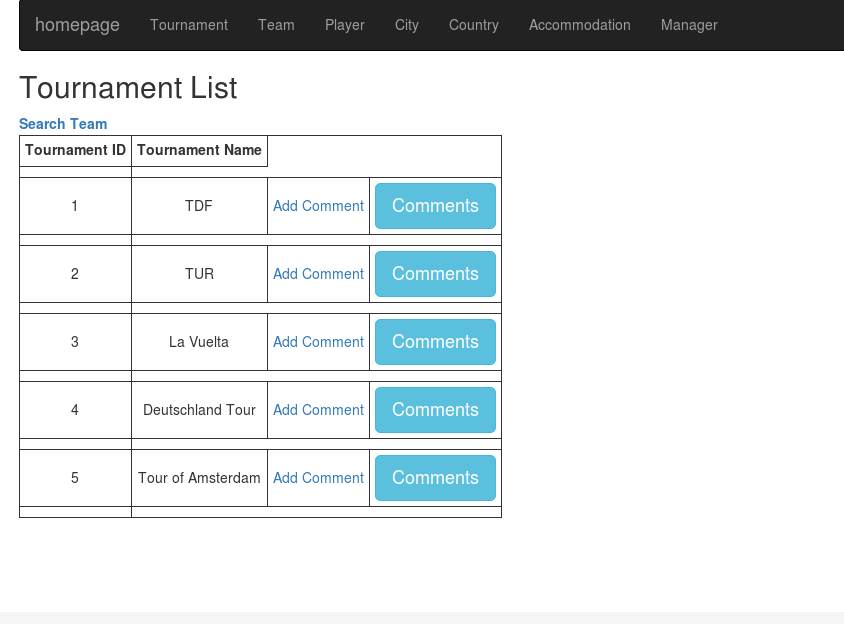 homepage Tournament Team Player City Country Accommodation Manager
Tournament List
Search Team
Tournament ID Tournament Name
1 TDF Add Comment Comments
2 TUR Add Comment Comments
3 La Vuelta Add Comment Comments
4 Deutschland Tour Add Comment Comments
5 Tour of Amsterdam Add Comment Comments